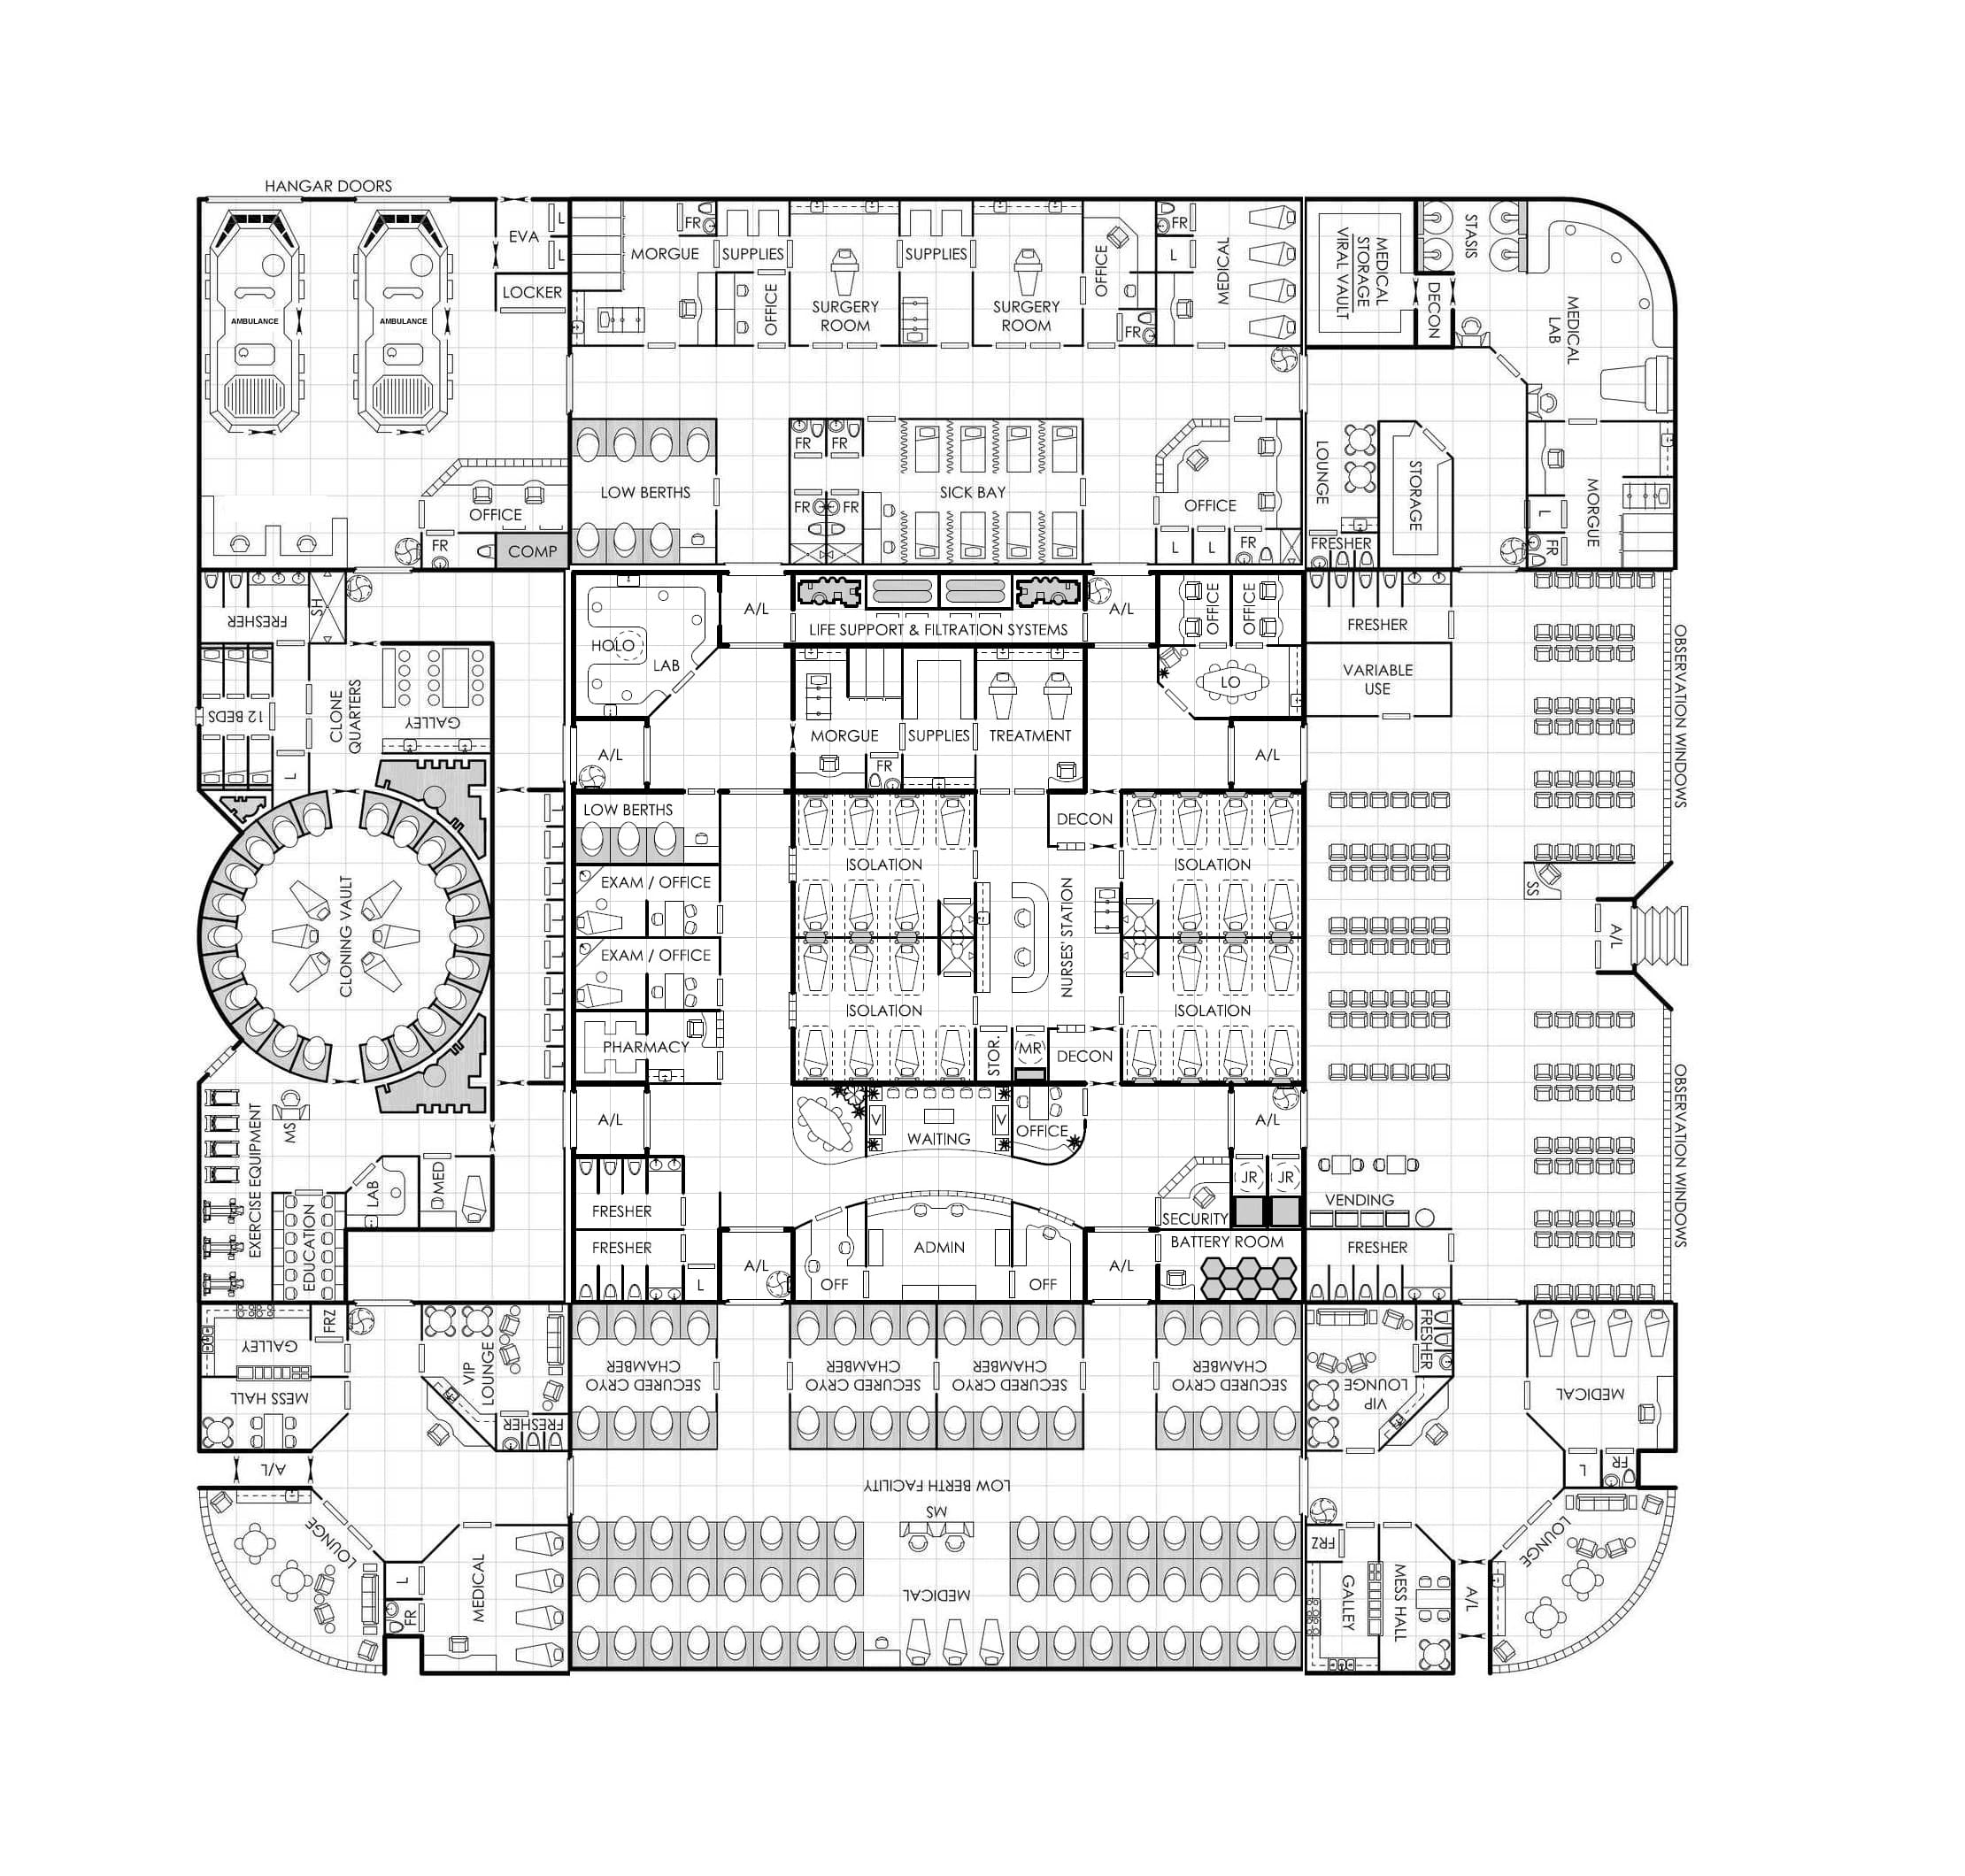 HANGAR DOORS
EVA
L
L
LOCKER
AMBULANCE
AMBULANCE
OFFICE
FR
COMP
MORGUE
FR
SUPPLIES
OFFICE
SURGERY
ROOM
SUPPLIES
SURGERY
ROOM
OFFICE
FR
FR
L
MEDICAL
MEDICAL
STORAGE
VIRAL VAULT
STASIS
DECON
MEDICAL
LAB
LOW BERTHS
FR
FR
FR
FR
SICK BAY
OFFICE
L
L
FR
LOUNGE
STORAGE
FRESHER
L
FR
MORGUE
FRESHER
SH
12 BEDS
L
CLONE
QUARTERS
GALLEY
HOLO
LAB
A/L
LIFE SUPPORT & FILTRATION SYSTEMS
A/L
OFFICE
OFFICE
LO
FRESHER
VARIABLE
USE
OBSERVATION WINDOWS
A/L
MORGUE
FR
SUPPLIES
TREATMENT
A/L
LOW BERTHS
EXAM / OFFICE
EXAM / OFFICE
PHARMACY
ISOLATION
ISOLATION
DECON
NURSES' STATION
ISOLATION
ISOLATION
STOR.
MR
DECON
CLONING VAULT
SS
A/L
OBSERVATION WINDOWS
EXERCISE EQUIPMENT
MS
LAB
MED
EDUCATION
A/L
WAITING
V
V
OFFICE
A/L
JR
JR
FRESHER
FRESHER
L
A/L
OFF
ADMIN
OFF
A/L
SECURITY
BATTERY ROOM
VENDING
FRESHER
GALLEY
FRZ
MESS HALL
A/L
VIP
LOUNGE
FRESHER
LOUNGE
L
FR
MEDICAL
SECURED CRYO
CHAMBER
SECURED CRYO
CHAMBER
SECURED CRYO
CHAMBER
SECURED CRYO
CHAMBER
LOW BERTH FACILITY
MS
MEDICAL
FRESHER
VIP
LOUNGE
MEDICAL
L
FR
LOUNGE
FRZ
GALLEY
MESS HALL
A/L